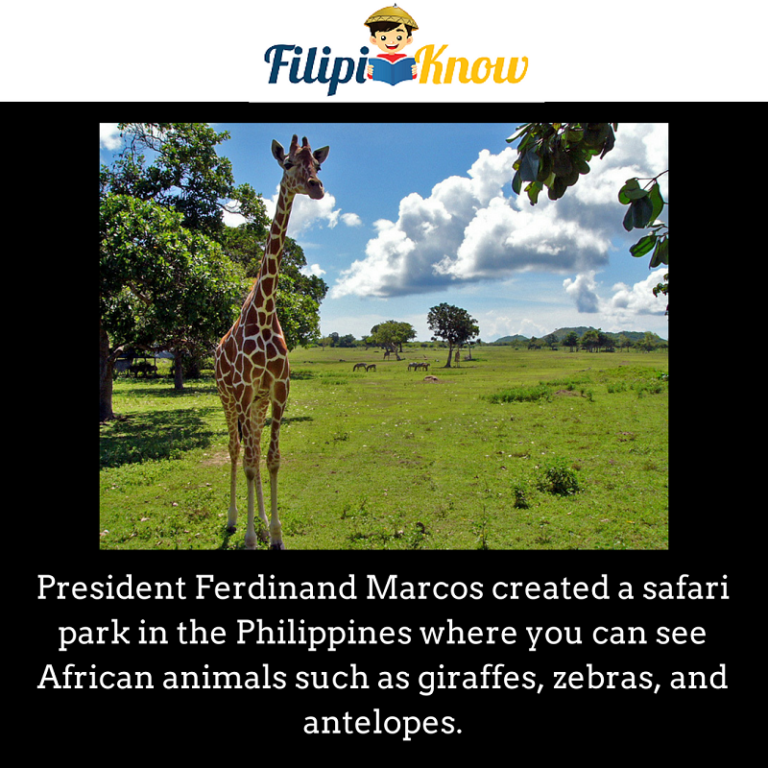 FilipiKnow
President Ferdinand Marcos created a safari
park in the Philippines where you can see
African animals such as giraffes, zebras, and
antelopes.